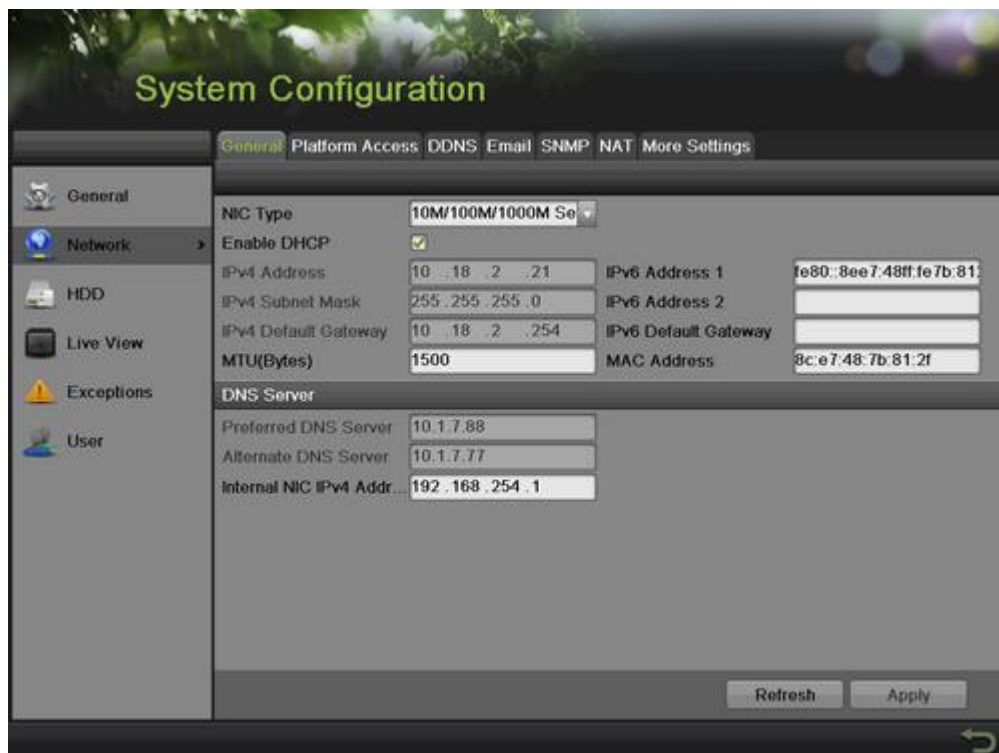 System Configuration
General Platform Access DDNS Email SNMP NAT More Settings
General
Network
HDD
Live View
Exceptions
User
NIC Type 10M/100M/1000M Se
Enable DHCP
IPv4 Address 10 .18 .2 .21 IPv6 Address 1 fe80::8ee7:48ff:fe7b:81:
IPv4 Subnet Mask 255.255.255.0 IPv6 Address 2
IPv4 Default Gateway 10 .18 .2 .254 IPv6 Default Gateway
MTU(Bytes) 1500 MAC Address 8c:e7:48:7b:81:2f
DNS Server
Preferred DNS Server 10.1.7.88
Alternate DNS Server 10.1.7.77
Internal NIC IPv4 Addr... 192 .168 .254 .1
Refresh Apply